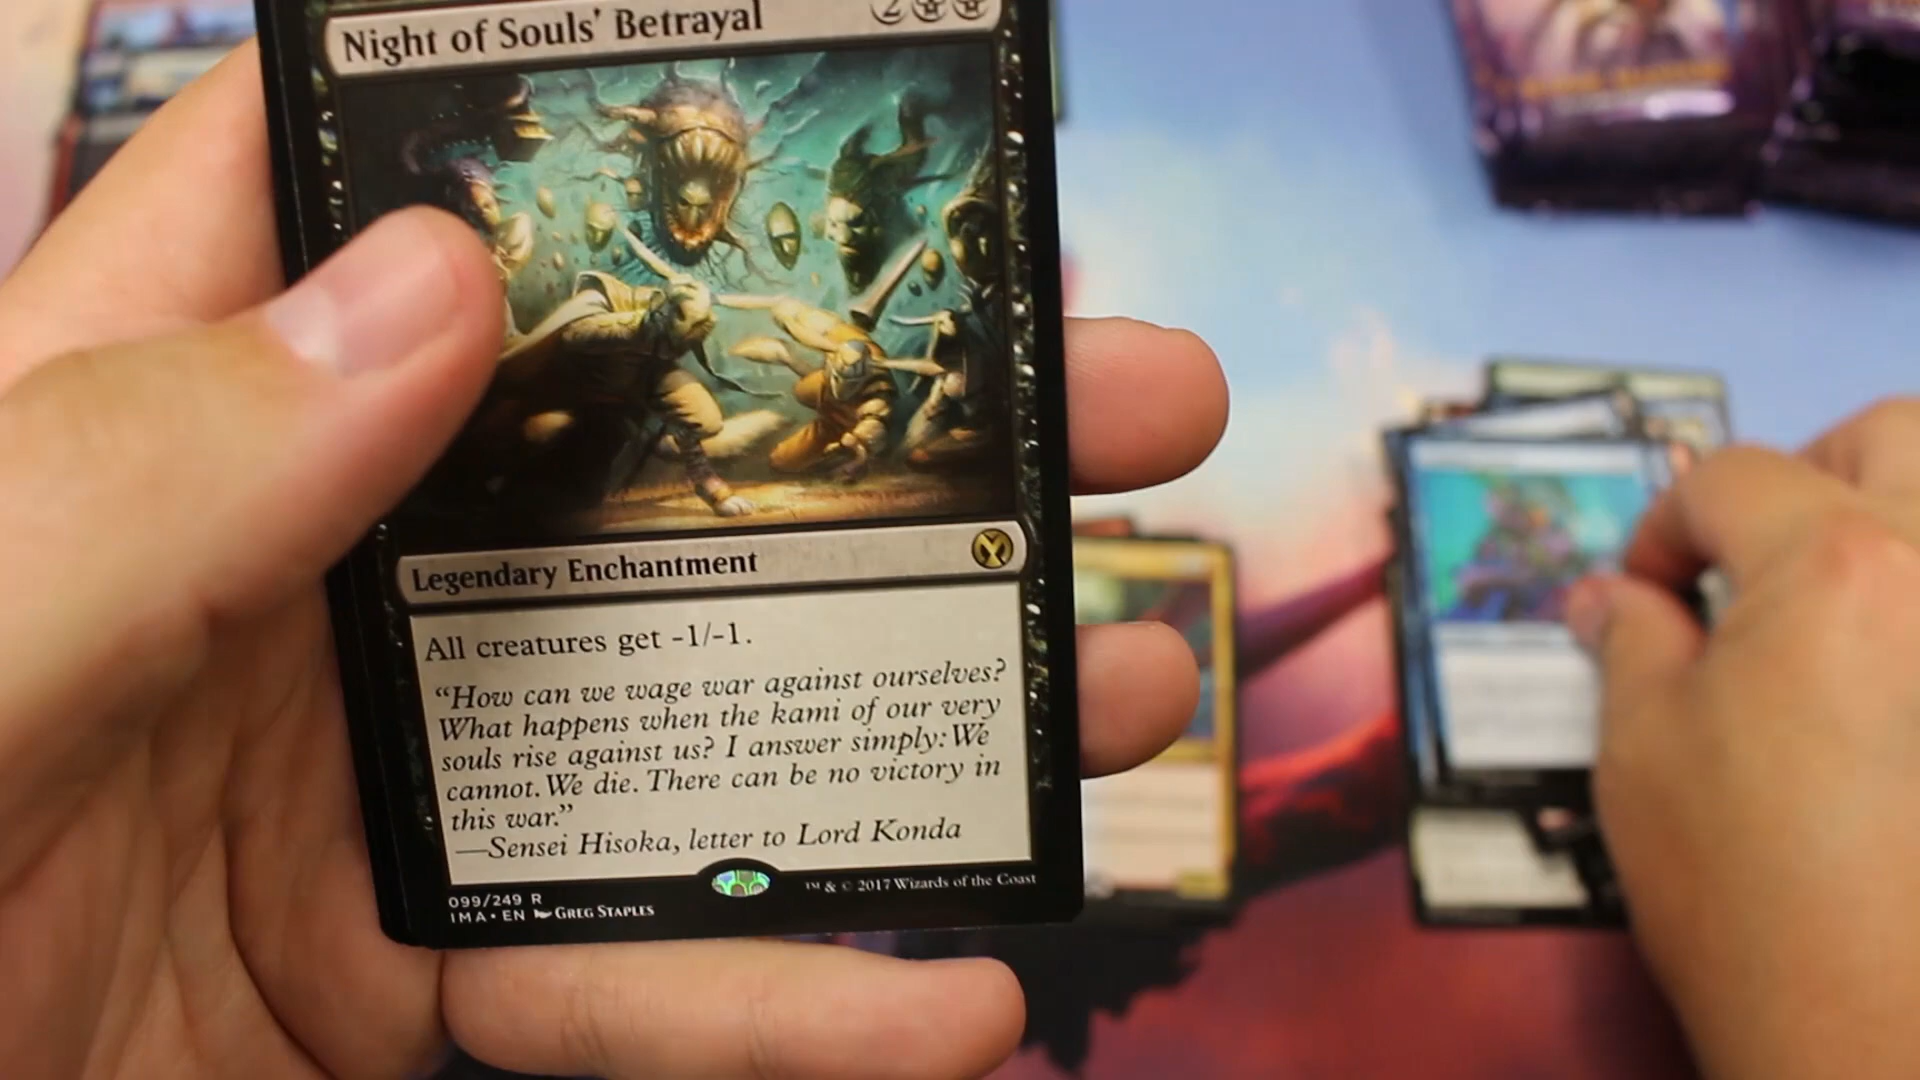 Night of Souls' Betrayal 2
Legendary Enchantment
All creatures get -1/-1.
“How can we wage war against ourselves?
What happens when the kami of our very
souls rise against us? I answer simply: We
cannot. We die. There can be no victory in
this war.”
—Sensei Hisoka, letter to Lord Konda
099/249 R
IMA • EN GREG STAPLES
™ & © 2017 Wizards of the Coast